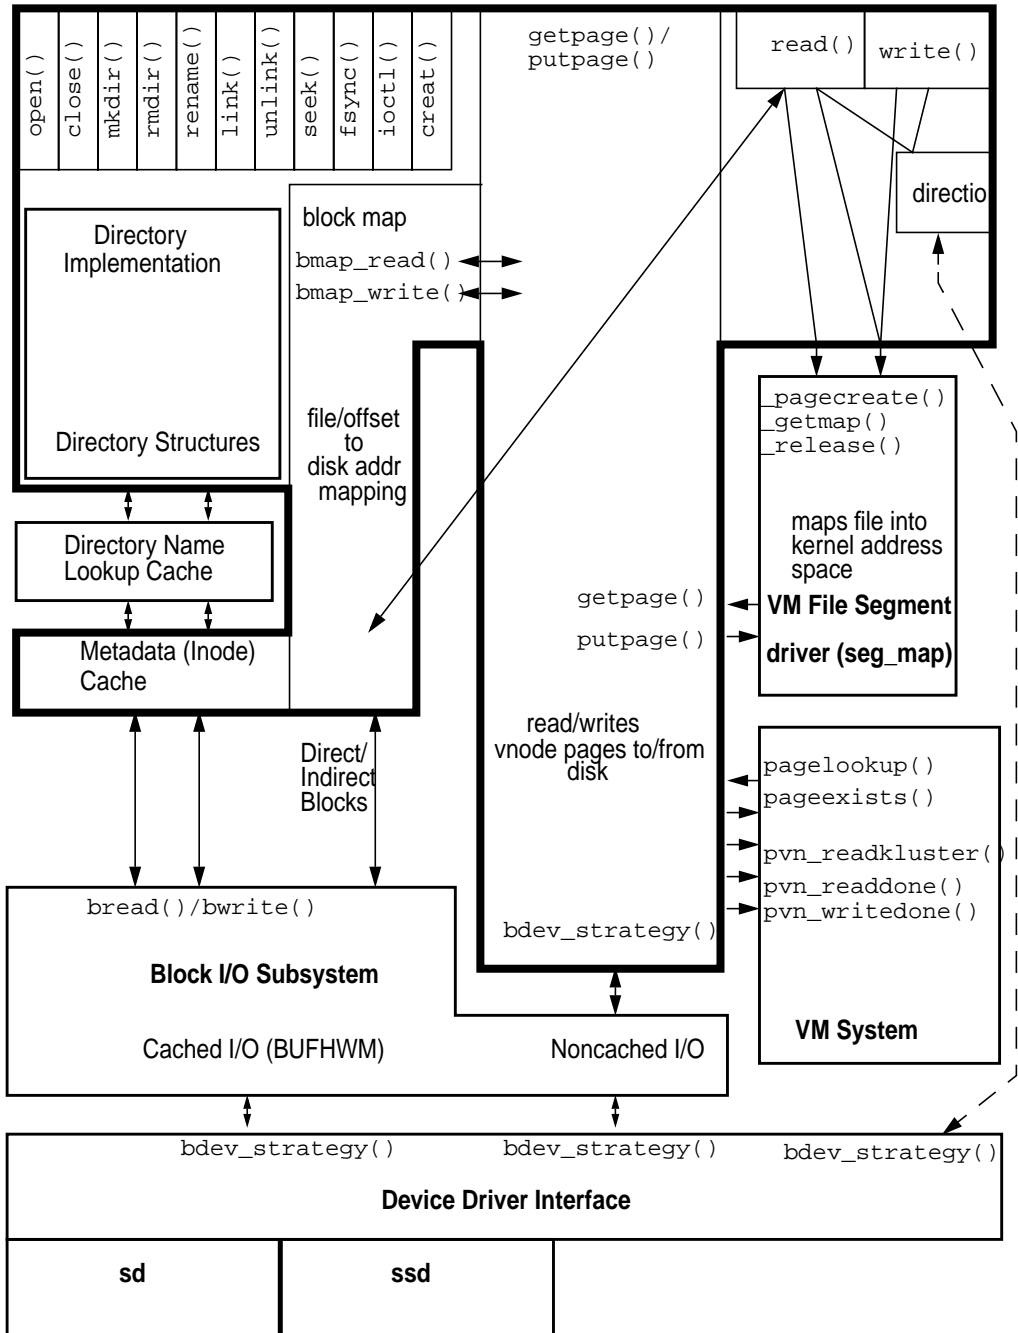 open()
close()
mkdir()
rmdir()
rename()
link()
unlink()
seek()
fsync()
ioctl()
creat()
getpage()/
putpage()
read()
write()
directio
Directory
Implementation
Directory Structures
block map
bmap_read()
bmap_write()
file/offset
to
disk addr
mapping
_pagecreate()
_getmap()
_release()
maps file into
kernel address
space
VM File Segment
driver (seg_map)
Directory Name
Lookup Cache
getpage()
putpage()
Metadata (Inode)
Cache
Direct/
Indirect
Blocks
read/writes
vnode pages to/from
disk
pagelookup()
pageexists()
pvn_readkluster()
pvn_readdone()
pvn_writedone()
VM System
bread()/bwrite()
bdev_strategy()
Block I/O Subsystem
Cached I/O (BUFHWM)
Noncached I/O
bdev_strategy()
bdev_strategy()
bdev_strategy()
Device Driver Interface
sd
ssd